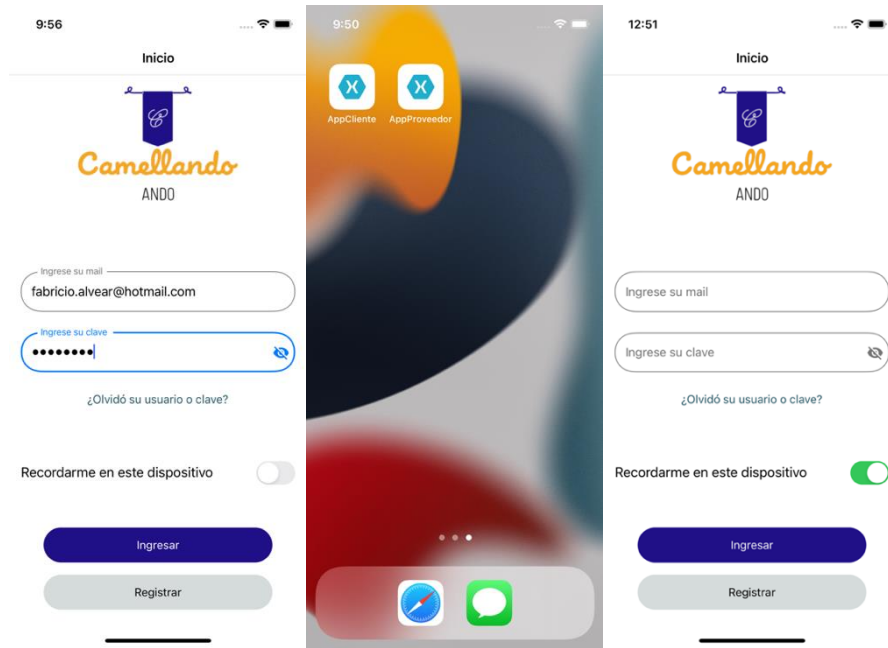 9:56
Inicio
C
Camellando
ANDO
Ingrese su mail
fabricio.alvear@hotmail.com
Ingrese su clave
••••••••
¿Olvidó su usuario o clave?
Recordarme en este dispositivo
Ingresar
Registrar
9:50
AppCliente AppProveedor
12:51
Inicio
C
Camellando
ANDO
Ingrese su mail
Ingrese su clave
¿Olvidó su usuario o clave?
Recordarme en este dispositivo
Ingresar
Registrar